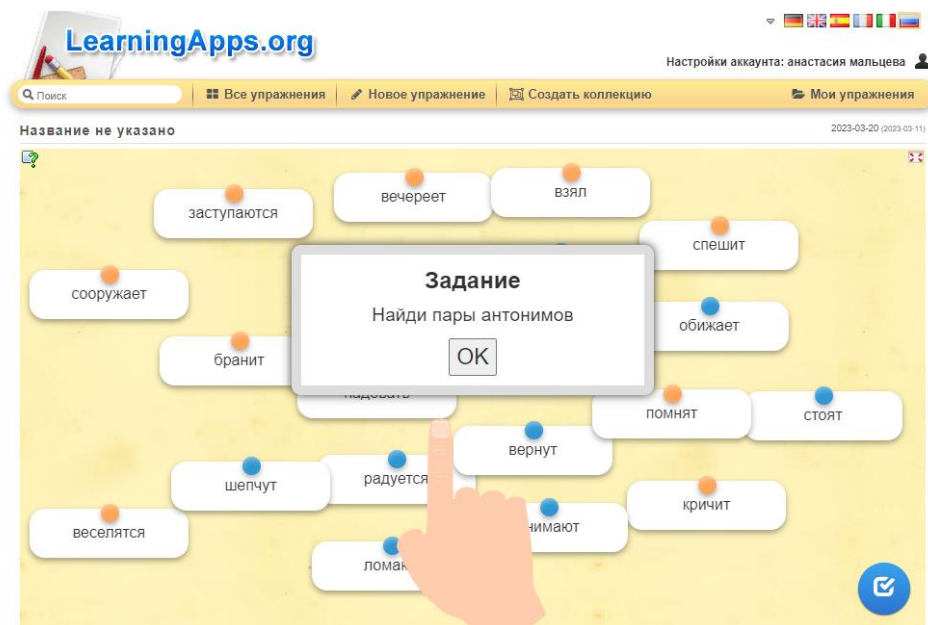 LearningApps.org
Настройки аккаунта: анастасия мальцева
Поиск
Все упражнения
Новое упражнение
Создать коллекцию
Мои упражнения
Название не указано
2023-03-20 (2023-03-11)
вечереет
взял
заступаются
спешит
сооружает
Задание
Найди пары антонимов
OK
обижает
бранит
помнят
стоят
вернут
радуется
шепчут
кричит
веселятся